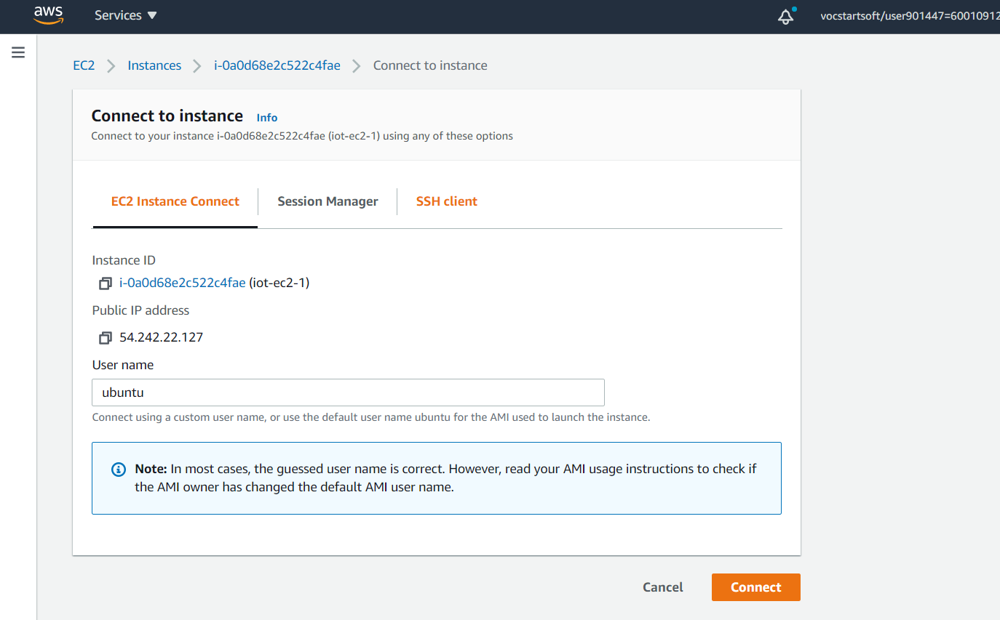 aws Services vocstartsoft/user901447=60010912
EC2 Instances i-0a0d68e2c522c4fae Connect to instance
Connect to instance Info
Connect to your instance i-0a0d68e2c522c4fae (iot-ec2-1) using any of these options
EC2 Instance Connect Session Manager SSH client
Instance ID
i-0a0d68e2c522c4fae (iot-ec2-1)
Public IP address
54.242.22.127
User name
ubuntu
Connect using a custom user name, or use the default user name ubuntu for the AMI used to launch the instance.
Note: In most cases, the guessed user name is correct. However, read your AMI usage instructions to check if
the AMI owner has changed the default AMI user name.
Cancel Connect